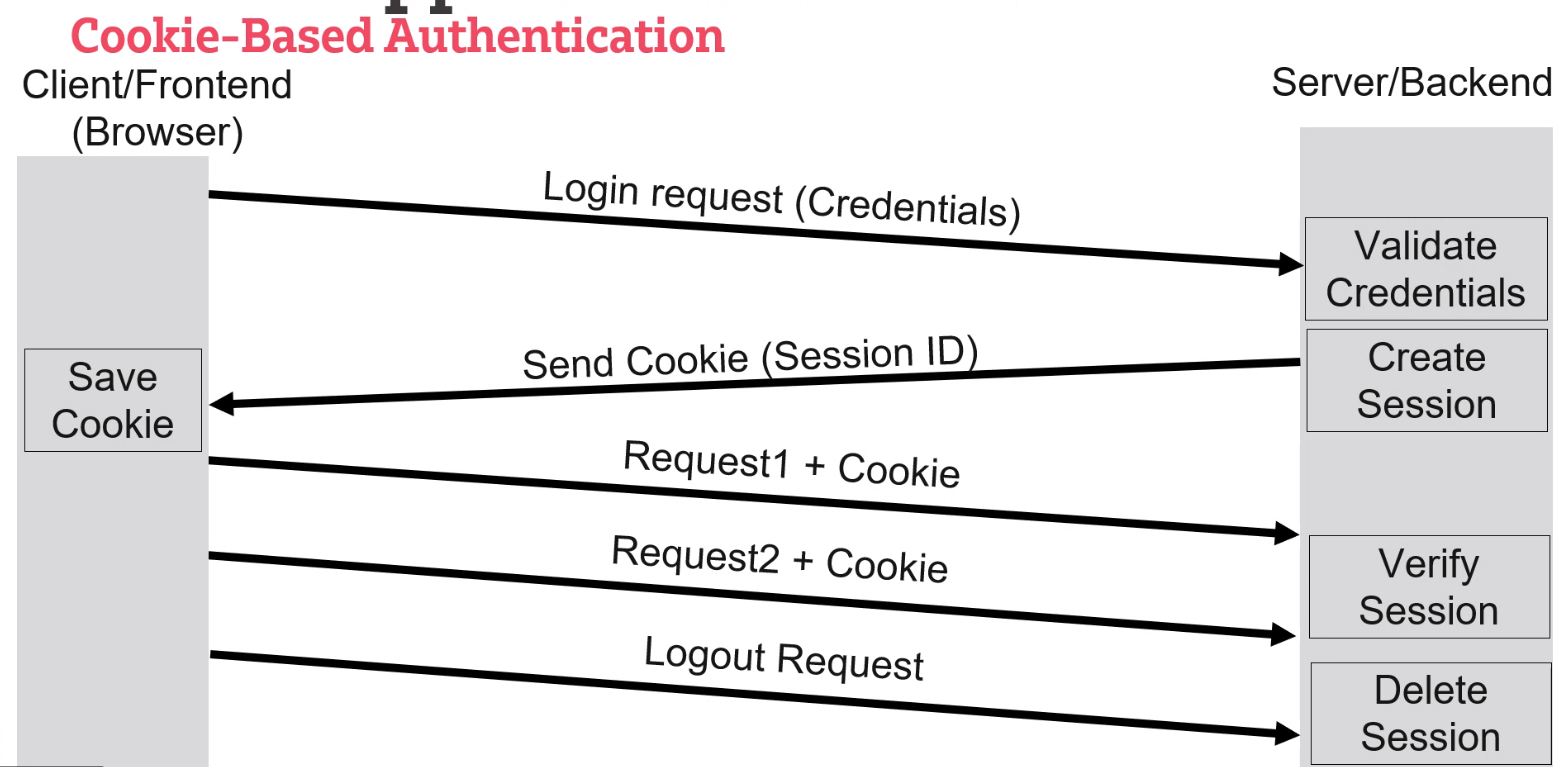 Cookie-Based Authentication
Client/Frontend
(Browser)
Server/Backend
Login request (Credentials)
Validate
Credentials
Send Cookie (Session ID)
Create
Session
Save
Cookie
Request1 + Cookie
Request2 + Cookie
Verify
Session
Logout Request
Delete
Session